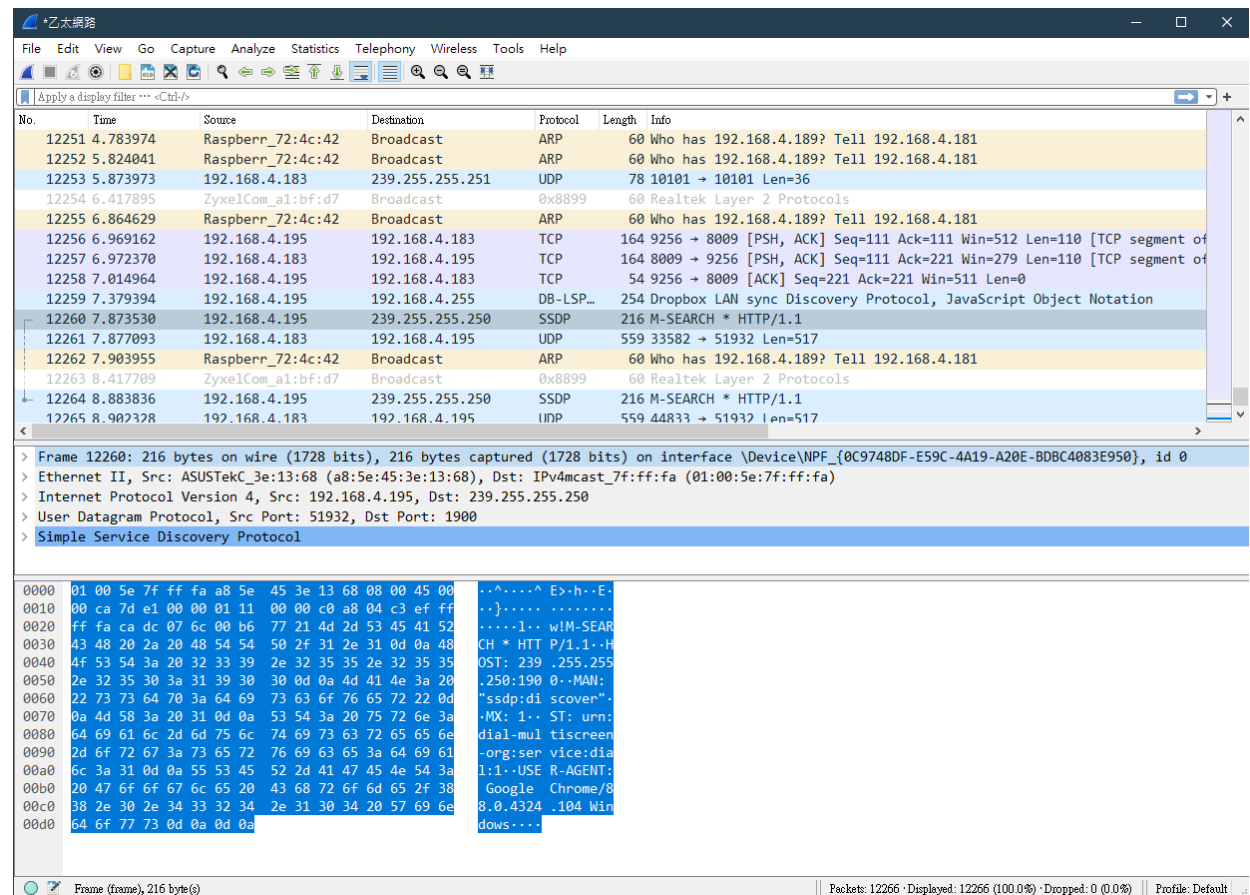 *乙太網路
File Edit View Go Capture Analyze Statistics Telephony Wireless Tools Help
Apply a display filter ··· <Ctrl-/>
No. Time Source Destination Protocol Length Info
12251 4.783974 Raspberr_72:4c:42 Broadcast ARP 60 Who has 192.168.4.189? Tell 192.168.4.181
12252 5.824041 Raspberr_72:4c:42 Broadcast ARP 60 Who has 192.168.4.189? Tell 192.168.4.181
12253 5.873973 192.168.4.183 239.255.255.251 UDP 78 10101 → 10101 Len=36
12254 6.417895 ZyxelCom_a1:bf:d7 Broadcast 0x8899 60 Realtek Layer 2 Protocols
12255 6.864629 Raspberr_72:4c:42 Broadcast ARP 60 Who has 192.168.4.189? Tell 192.168.4.181
12256 6.969162 192.168.4.195 192.168.4.183 TCP 164 9256 → 8009 [PSH, ACK] Seq=111 Ack=111 Win=512 Len=110 [TCP segment of
12257 6.972370 192.168.4.183 192.168.4.195 TCP 164 8009 → 9256 [PSH, ACK] Seq=111 Ack=221 Win=279 Len=110 [TCP segment of
12258 7.014964 192.168.4.195 192.168.4.183 TCP 54 9256 → 8009 [ACK] Seq=221 Ack=221 Win=511 Len=0
12259 7.379394 192.168.4.195 192.168.4.255 DB-LSP… 254 Dropbox LAN sync Discovery Protocol, JavaScript Object Notation
12260 7.873530 192.168.4.195 239.255.255.250 SSDP 216 M-SEARCH * HTTP/1.1
12261 7.877093 192.168.4.183 192.168.4.195 UDP 559 33582 → 51932 Len=517
12262 7.903955 Raspberr_72:4c:42 Broadcast ARP 60 Who has 192.168.4.189? Tell 192.168.4.181
12263 8.417709 ZyxelCom_a1:bf:d7 Broadcast 0x8899 60 Realtek Layer 2 Protocols
12264 8.883836 192.168.4.195 239.255.255.250 SSDP 216 M-SEARCH * HTTP/1.1
12265 8.902328 192.168.4.183 192.168.4.195 UDP 559 44833 → 51932 Len=517
Frame 12260: 216 bytes on wire (1728 bits), 216 bytes captured (1728 bits) on interface \Device\NPF_{0C9748DF-E59C-4A19-A20E-BDBC4083E950}, id 0
Ethernet II, Src: ASUSTekC_3e:13:68 (a8:5e:45:3e:13:68), Dst: IPv4mcast_7f:ff:fa (01:00:5e:7f:ff:fa)
Internet Protocol Version 4, Src: 192.168.4.195, Dst: 239.255.255.250
User Datagram Protocol, Src Port: 51932, Dst Port: 1900
Simple Service Discovery Protocol
0000 01 00 5e 7f ff fa a8 5e 45 3e 13 68 08 00 45 00 ··^····^ E>·h··E·
0010 00 ca 7d e1 00 00 01 11 00 00 c0 a8 04 c3 ef ff ··}····· ········
0020 ff fa ca dc 07 6c 00 b6 77 21 4d 2d 53 45 41 52 ·····l·· w!M-SEAR
0030 43 48 20 2a 20 48 54 54 50 2f 31 2e 31 0d 0a 48 CH * HTT P/1.1··H
0040 4f 53 54 3a 20 32 33 39 2e 32 35 35 2e 32 35 35 OST: 239 .255.255
0050 2e 32 35 30 3a 31 39 30 30 0d 0a 4d 41 4e 3a 20 .250:190 0··MAN:
0060 22 73 73 64 70 3a 64 69 73 63 6f 76 65 72 22 0d "ssdp:di scover"·
0070 0a 4d 58 3a 20 31 0d 0a 53 54 3a 20 75 72 6e 3a ·MX: 1·· ST: urn:
0080 64 69 61 6c 2d 6d 75 6c 74 69 73 63 72 65 65 6e dial-mul tiscreen
0090 2d 6f 72 67 3a 73 65 72 76 69 63 65 3a 64 69 61 -org:ser vice:dia
00a0 6c 3a 31 0d 0a 55 53 45 52 2d 41 47 45 4e 54 3a l:1··USE R-AGENT:
00b0 20 47 6f 6f 67 6c 65 20 43 68 72 6f 6d 65 2f 38 Google Chrome/8
00c0 38 2e 30 2e 34 33 32 34 2e 31 30 34 20 57 69 6e 8.0.4324 .104 Win
00d0 64 6f 77 73 0d 0a 0d 0a dows····
Frame (frame), 216 byte(s) Packets: 12266 · Displayed: 12266 (100.0%) · Dropped: 0 (0.0%) Profile: Default